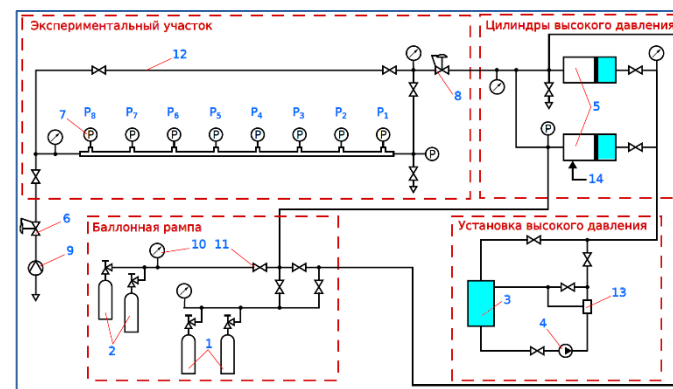 Экспериментальный участок
Цилиндры высокого давления
12
8
P₈ P₇ P₆ P₅ P₄ P₃ P₂ P₁
7
P P P P P P P P
P
P
5
14
6
9
Баллонная рампа
10 11
2
1
Установка высокого давления
3
13
4